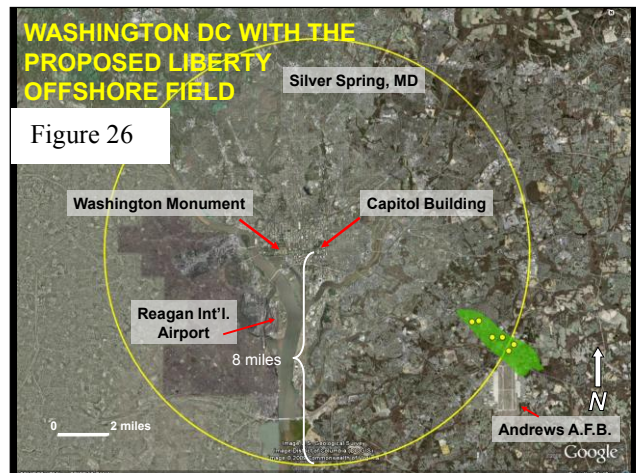 WASHINGTON DC WITH THE
PROPOSED LIBERTY
OFFSHORE FIELD
Figure 26
Silver Spring, MD
Washington Monument
Capitol Building
Reagan Int'l.
Airport
8 miles
0 2 miles
N
Andrews A.F.B.
Google